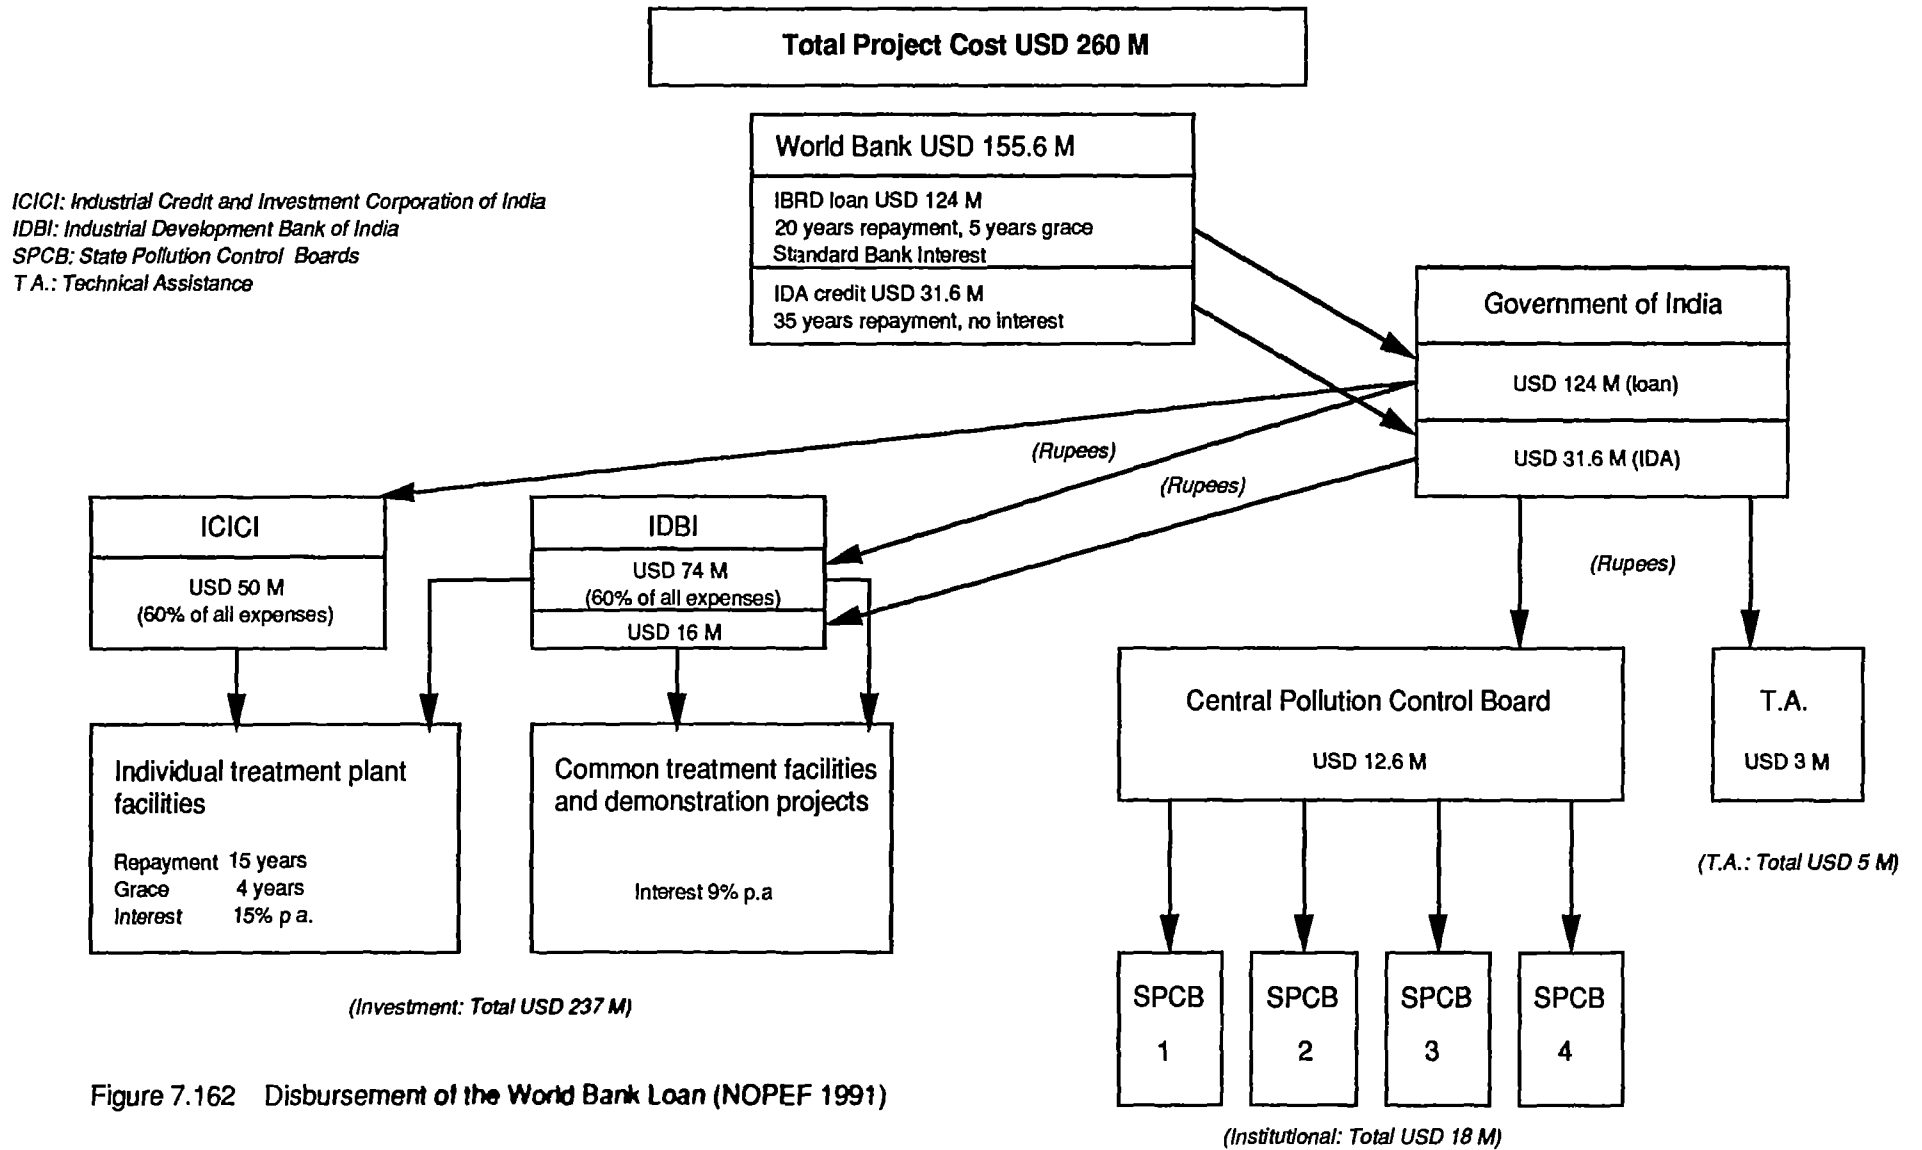 Total Project Cost USD 260 M
World Bank USD 155.6 M
IBRD loan USD 124 M
20 years repayment, 5 years grace
Standard Bank Interest
IDA credit USD 31.6 M
35 years repayment, no interest
ICICI: Industrial Credit and Investment Corporation of India
IDBI: Industrial Development Bank of India
SPCB: State Pollution Control Boards
T A.: Technical Assistance
Government of India
USD 124 M (loan)
USD 31.6 M (IDA)
(Rupees)
(Rupees)
(Rupees)
ICICI
USD 50 M
(60% of all expenses)
IDBI
USD 74 M
(60% of all expenses)
USD 16 M
Central Pollution Control Board
USD 12.6 M
T.A.
USD 3 M
(T.A.: Total USD 5 M)
Individual treatment plant
facilities
Repayment 15 years
Grace 4 years
Interest 15% p a.
Common treatment facilities
and demonstration projects
Interest 9% p.a
(Investment: Total USD 237 M)
SPCB
1
SPCB
2
SPCB
3
SPCB
4
(Institutional: Total USD 18 M)
Figure 7.162 Disbursement of the World Bank Loan (NOPEF 1991)